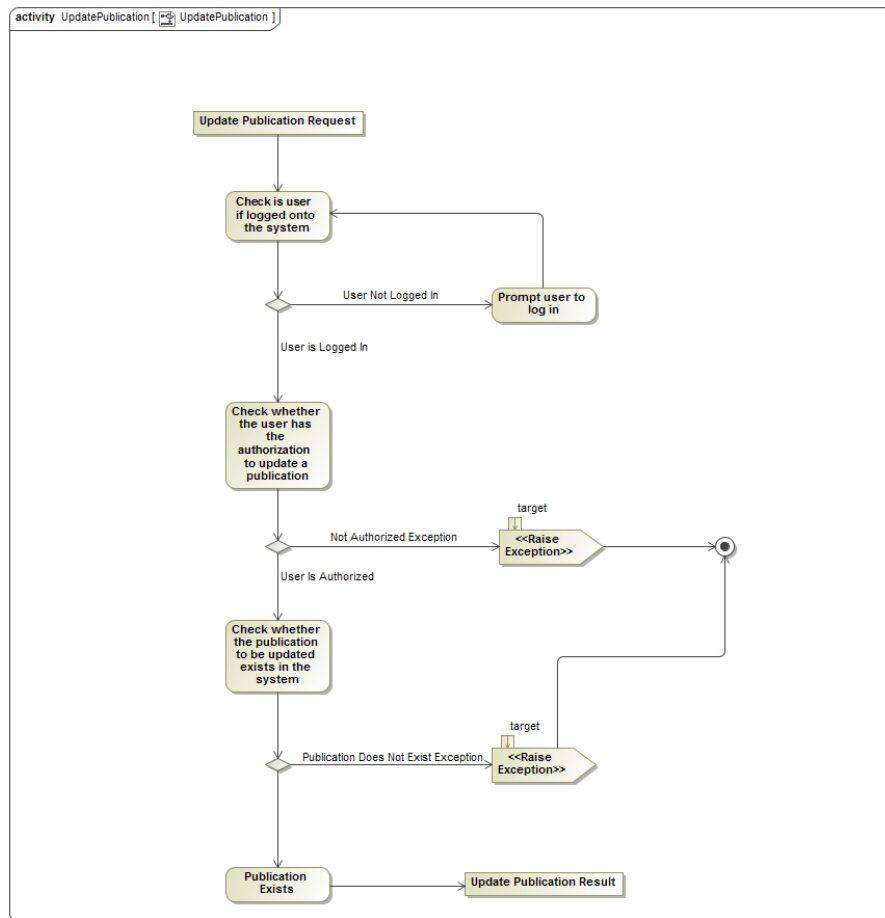 activity UpdatePublication [ UpdatePublication ]
Update Publication Request
Check is user
if logged onto
the system
User Not Logged In
Prompt user to
log in
User is Logged In
Check whether
the user has
the
authorization
to update a
publication
target
Not Authorized Exception
<<Raise
Exception>>
User Is Authorized
Check whether
the publication
to be updated
exists in the
system
target
Publication Does Not Exist Exception
<<Raise
Exception>>
Publication
Exists
Update Publication Result